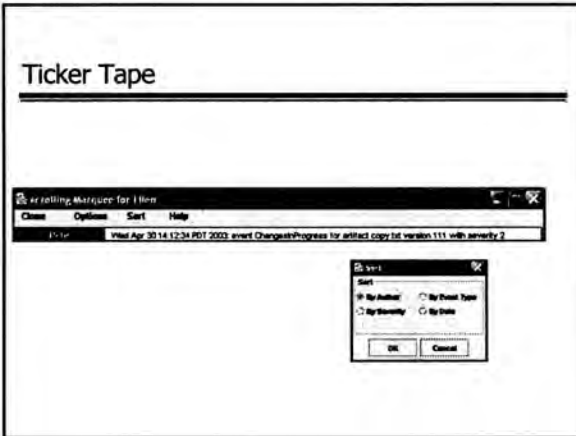 Ticker Tape
Scrolling Marquee for Ellen
Close Options Sort Help
Pete Wed Apr 30 14:12:34 PDT 2003: event ChangesInProgress for artifact copy.txt version 111 with severity 2
Sort
Sort
By Author By Event Type
By Severity By Date
OK Cancel